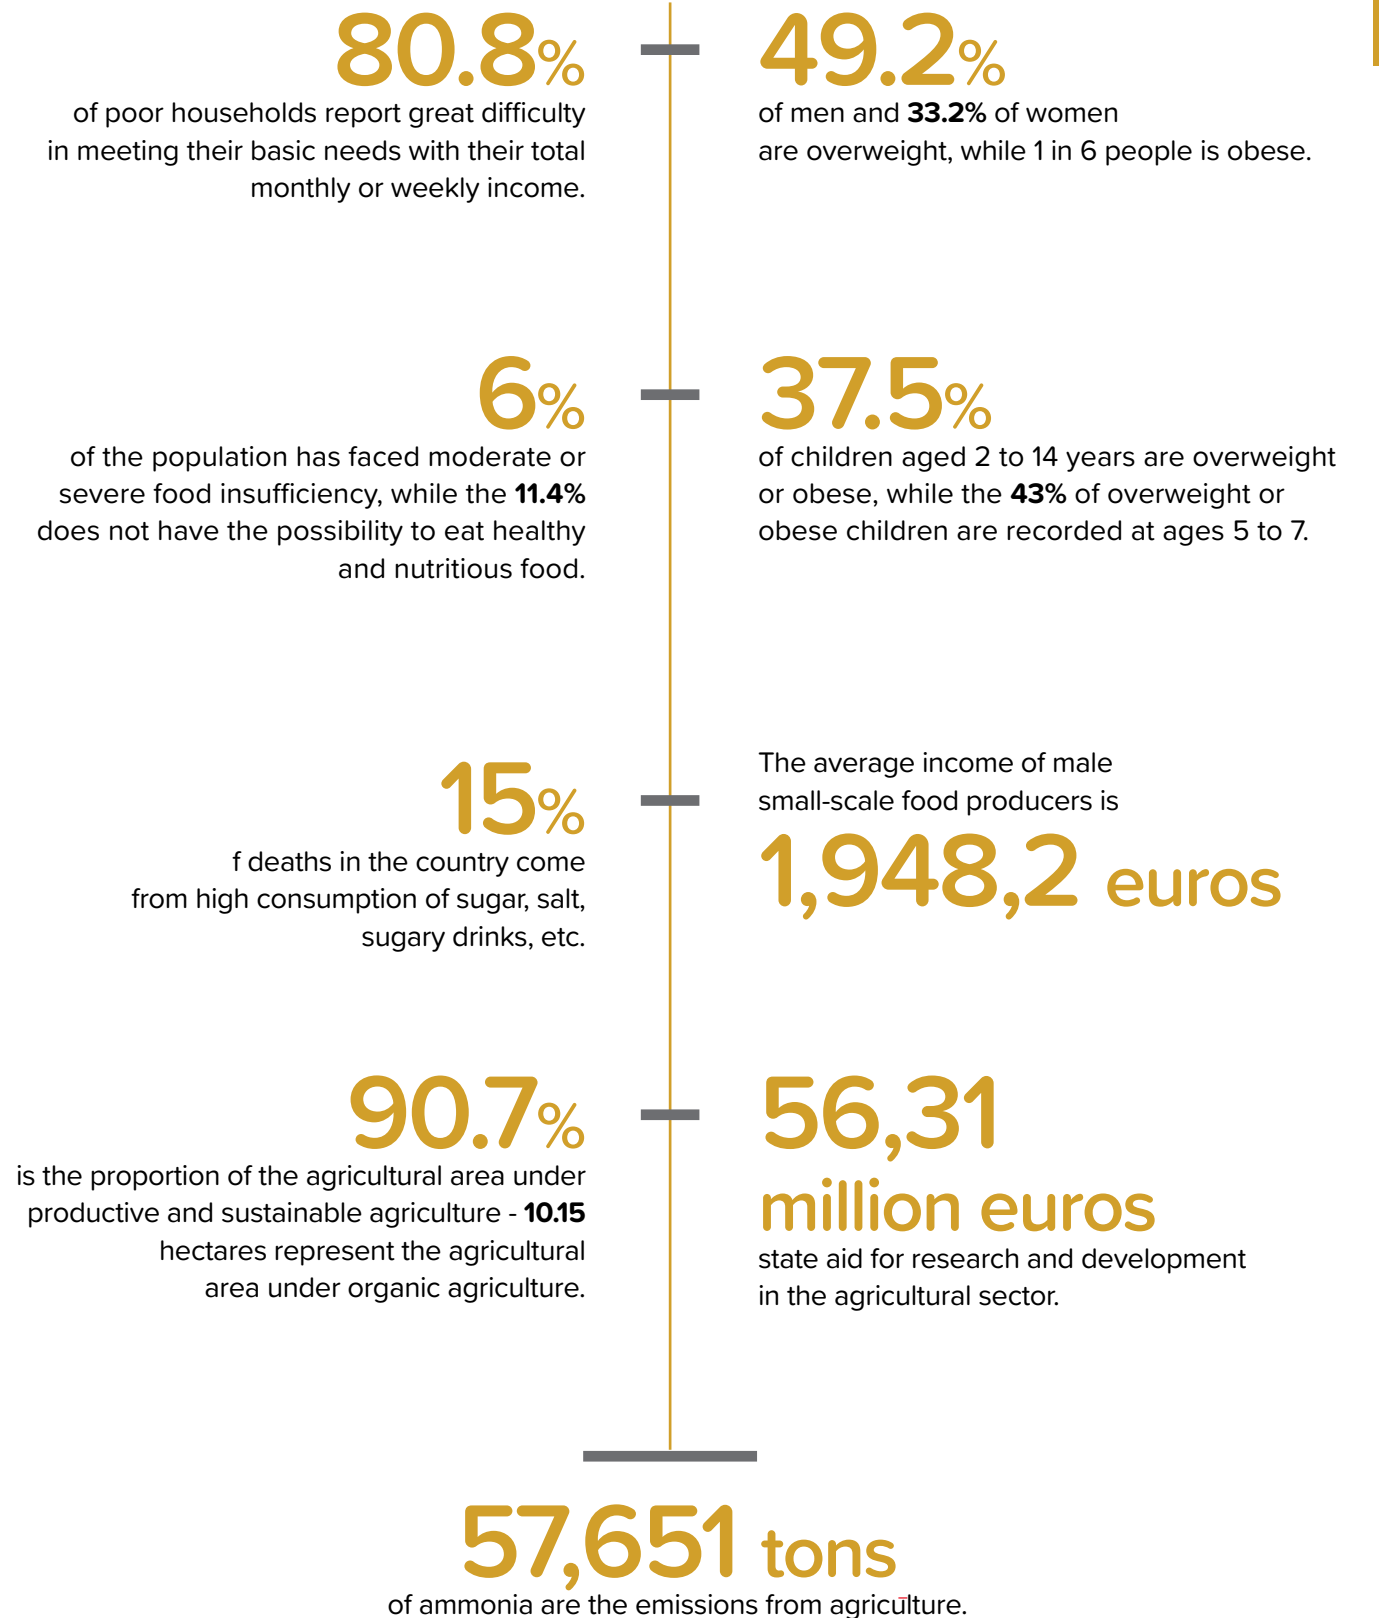 80.8%
of poor households report great difficulty
in meeting their basic needs with their total
monthly or weekly income.
49.2%
of men and 33.2% of women
are overweight, while 1 in 6 people is obese.
6%
of the population has faced moderate or
severe food insufficiency, while the 11.4%
does not have the possibility to eat healthy
and nutritious food.
37.5%
of children aged 2 to 14 years are overweight
or obese, while the 43% of overweight or
obese children are recorded at ages 5 to 7.
15%
f deaths in the country come
from high consumption of sugar, salt,
sugary drinks, etc.
The average income of male
small-scale food producers is
1,948,2 euros
90.7%
is the proportion of the agricultural area under
productive and sustainable agriculture - 10.15
hectares represent the agricultural
area under organic agriculture.
56,31
million euros
state aid for research and development
in the agricultural sector.
57,651 tons
of ammonia are the emissions from agriculture.